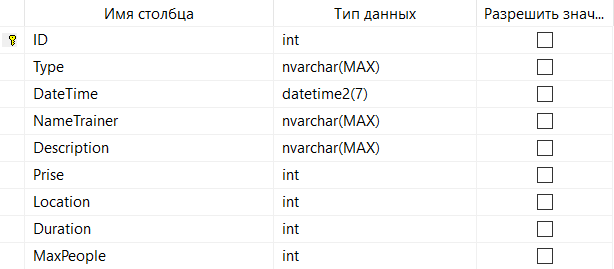 Имя столбца Тип данных Разрешить знач...
ID int
Type nvarchar(MAX)
DateTime datetime2(7)
NameTrainer nvarchar(MAX)
Description nvarchar(MAX)
Prise int
Location int
Duration int
MaxPeople int